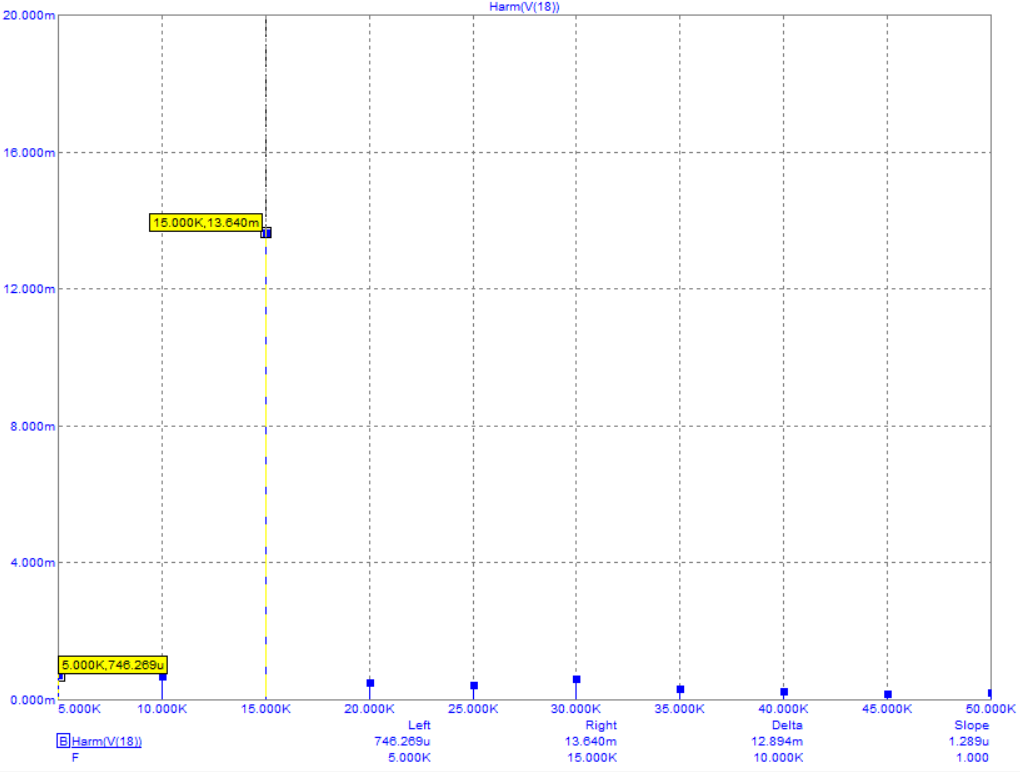 Harm(V(18))
20.000m
16.000m
15.000K,13.640m
12.000m
8.000m
4.000m
5.000K,746.269u
0.000m
5.000K 10.000K 15.000K 20.000K 25.000K 30.000K 35.000K 40.000K 45.000K 50.000K
Left Right Delta Slope
B Harm(V(18)) 746.269u 13.640m 12.894m 1.289u
F 5.000K 15.000K 10.000K 1.000